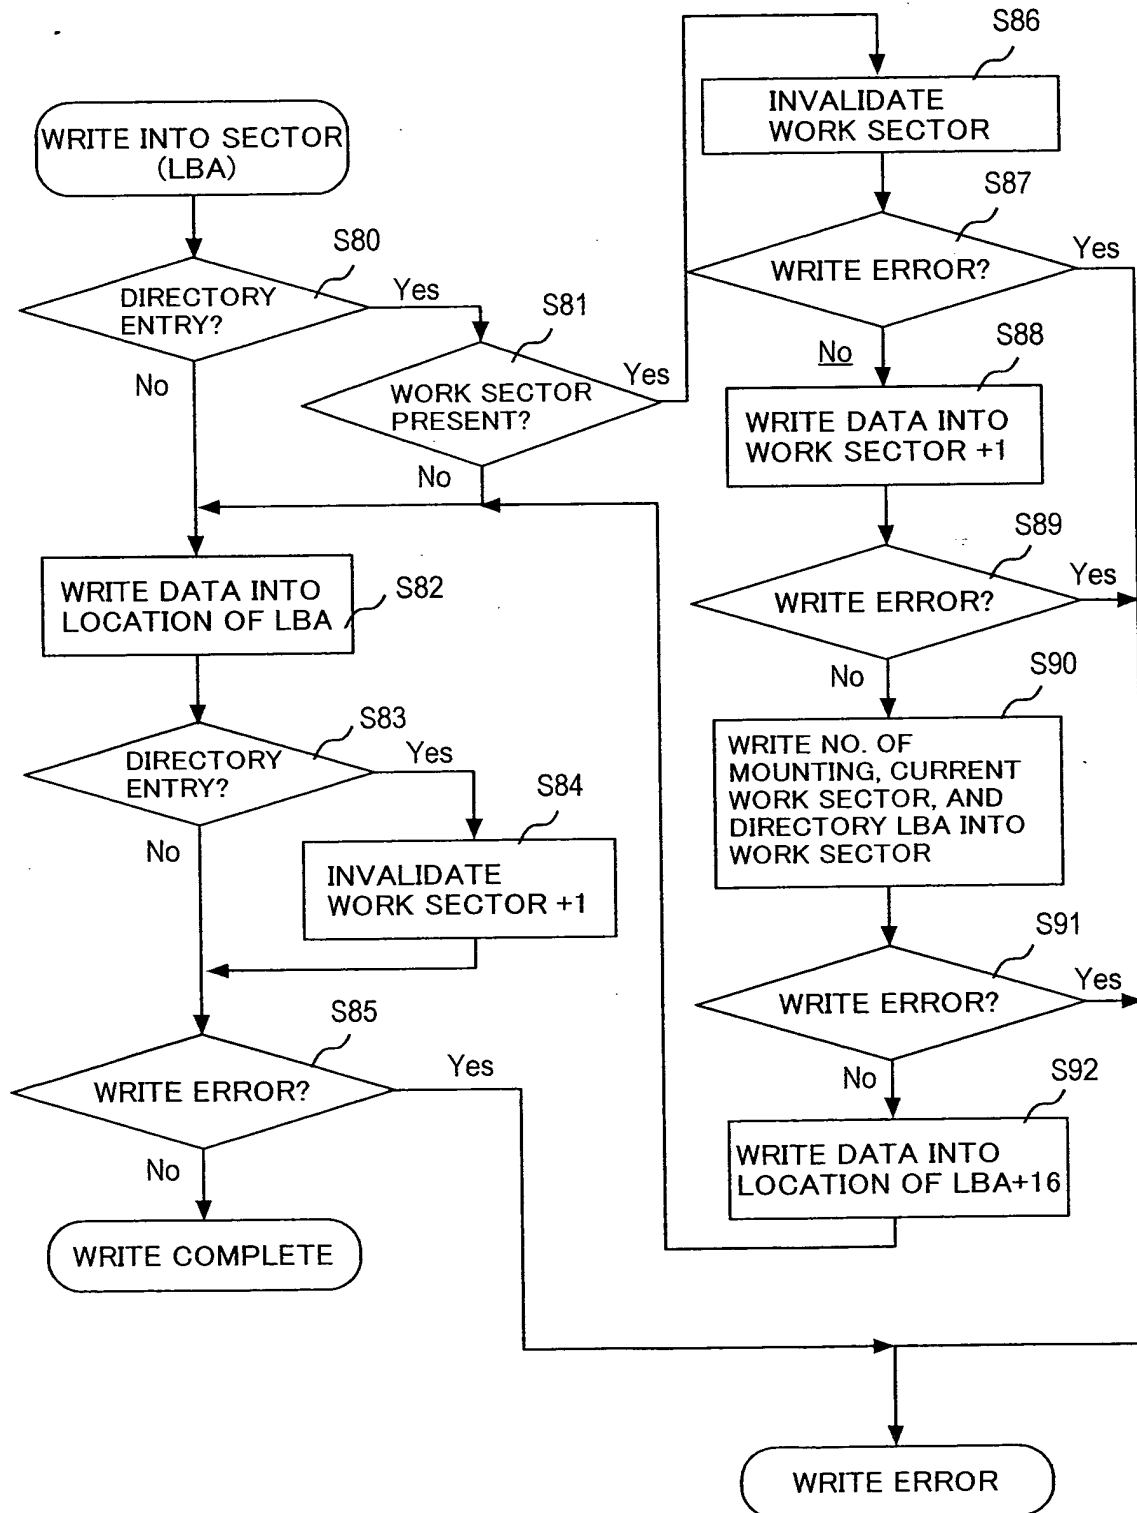 WRITE INTO SECTOR
(LBA)
S80
DIRECTORY
ENTRY?
Yes
No
S81
WORK SECTOR
PRESENT?
Yes
No
WRITE DATA INTO
LOCATION OF LBA
S82
S83
DIRECTORY
ENTRY?
Yes
No
S84
INVALIDATE
WORK SECTOR +1
S85
WRITE ERROR?
Yes
No
WRITE COMPLETE
S86
INVALIDATE
WORK SECTOR
S87
WRITE ERROR?
Yes
No
S88
WRITE DATA INTO
WORK SECTOR +1
S89
WRITE ERROR?
Yes
No
S90
WRITE NO. OF
MOUNTING, CURRENT
WORK SECTOR, AND
DIRECTORY LBA INTO
WORK SECTOR
S91
WRITE ERROR?
Yes
No
S92
WRITE DATA INTO
LOCATION OF LBA+16
WRITE ERROR